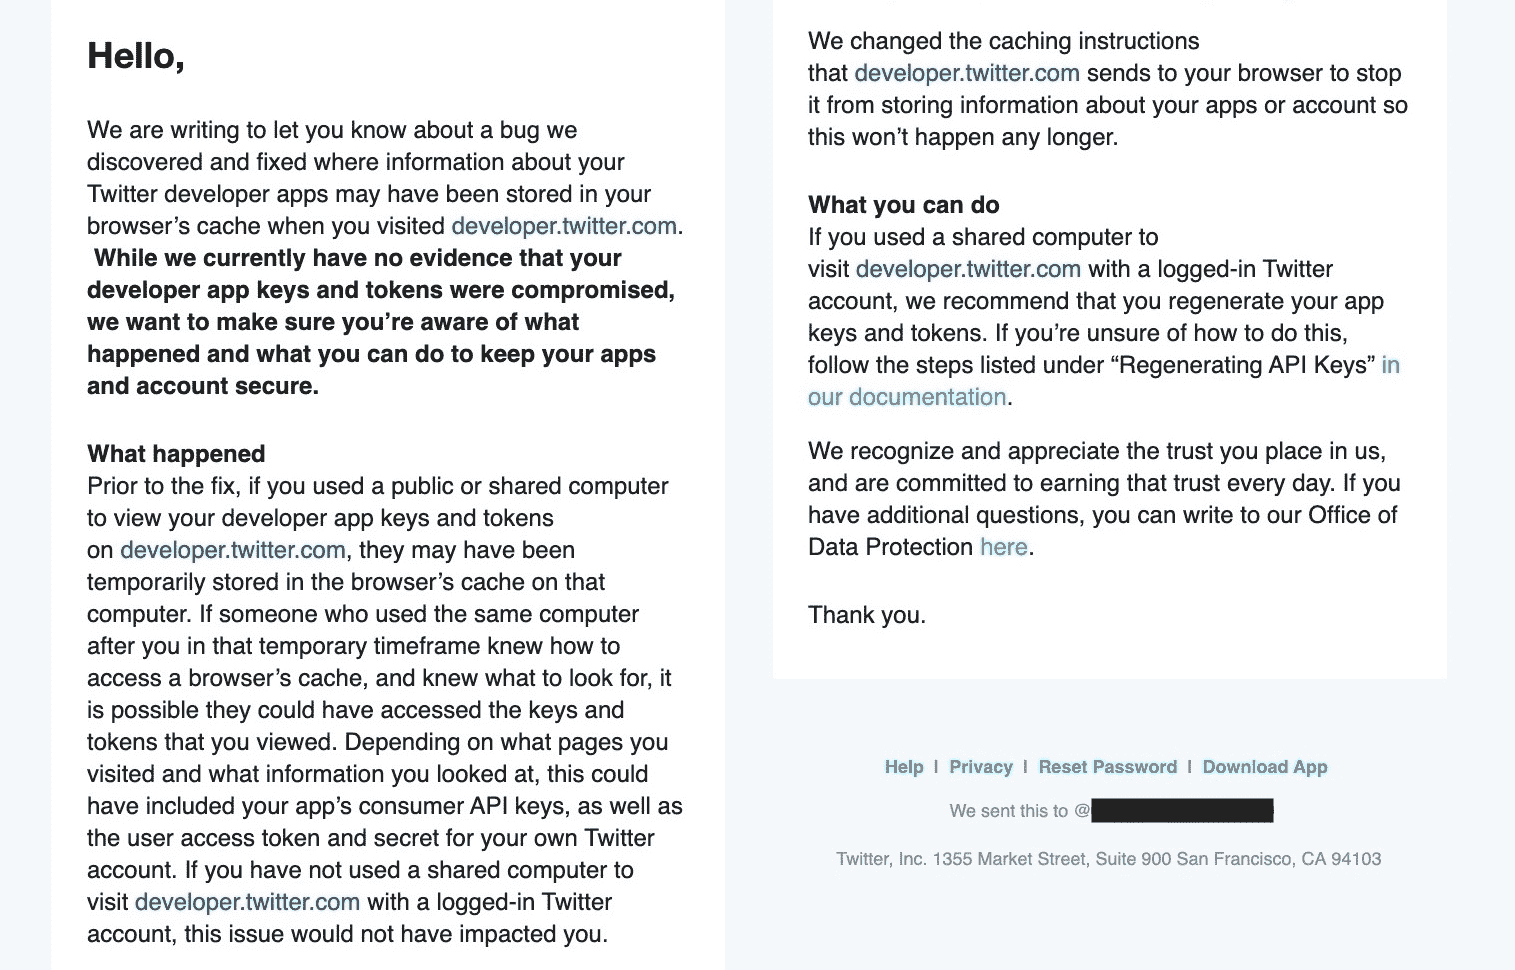 Hello,
We are writing to let you know about a bug we
discovered and fixed where information about your
Twitter developer apps may have been stored in your
browser’s cache when you visited developer.twitter.com.
While we currently have no evidence that your
developer app keys and tokens were compromised,
we want to make sure you’re aware of what
happened and what you can do to keep your apps
and account secure.
What happened
Prior to the fix, if you used a public or shared computer
to view your developer app keys and tokens
on developer.twitter.com, they may have been
temporarily stored in the browser’s cache on that
computer. If someone who used the same computer
after you in that temporary timeframe knew how to
access a browser’s cache, and knew what to look for, it
is possible they could have accessed the keys and
tokens that you viewed. Depending on what pages you
visited and what information you looked at, this could
have included your app’s consumer API keys, as well as
the user access token and secret for your own Twitter
account. If you have not used a shared computer to
visit developer.twitter.com with a logged-in Twitter
account, this issue would not have impacted you.
We changed the caching instructions
that developer.twitter.com sends to your browser to stop
it from storing information about your apps or account so
this won’t happen any longer.
What you can do
If you used a shared computer to
visit developer.twitter.com with a logged-in Twitter
account, we recommend that you regenerate your app
keys and tokens. If you’re unsure of how to do this,
follow the steps listed under “Regenerating API Keys” in
our documentation.
We recognize and appreciate the trust you place in us,
and are committed to earning that trust every day. If you
have additional questions, you can write to our Office of
Data Protection here.
Thank you.
Help | Privacy | Reset Password | Download App
We sent this to @
Twitter, Inc. 1355 Market Street, Suite 900 San Francisco, CA 94103